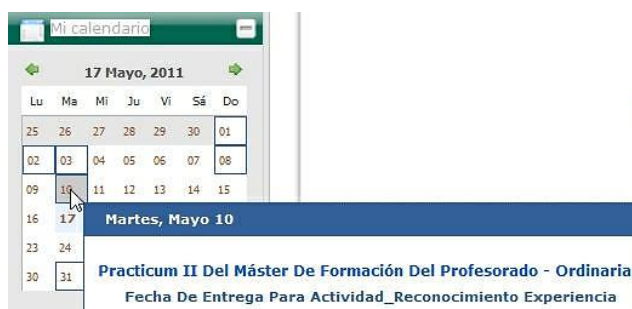 Mi calendario
17 Mayo, 2011
Lu Ma Mi Ju Vi Sá Do
25 26 27 28 29 30 01
02 03 04 05 06 07 08
09 10 11 12 13 14 15
16 17
Martes, Mayo 10
23 24
Practicum II Del Máster De Formación Del Profesorado - Ordinaria
30 31
Fecha De Entrega Para Actividad_Reconocimiento Experiencia